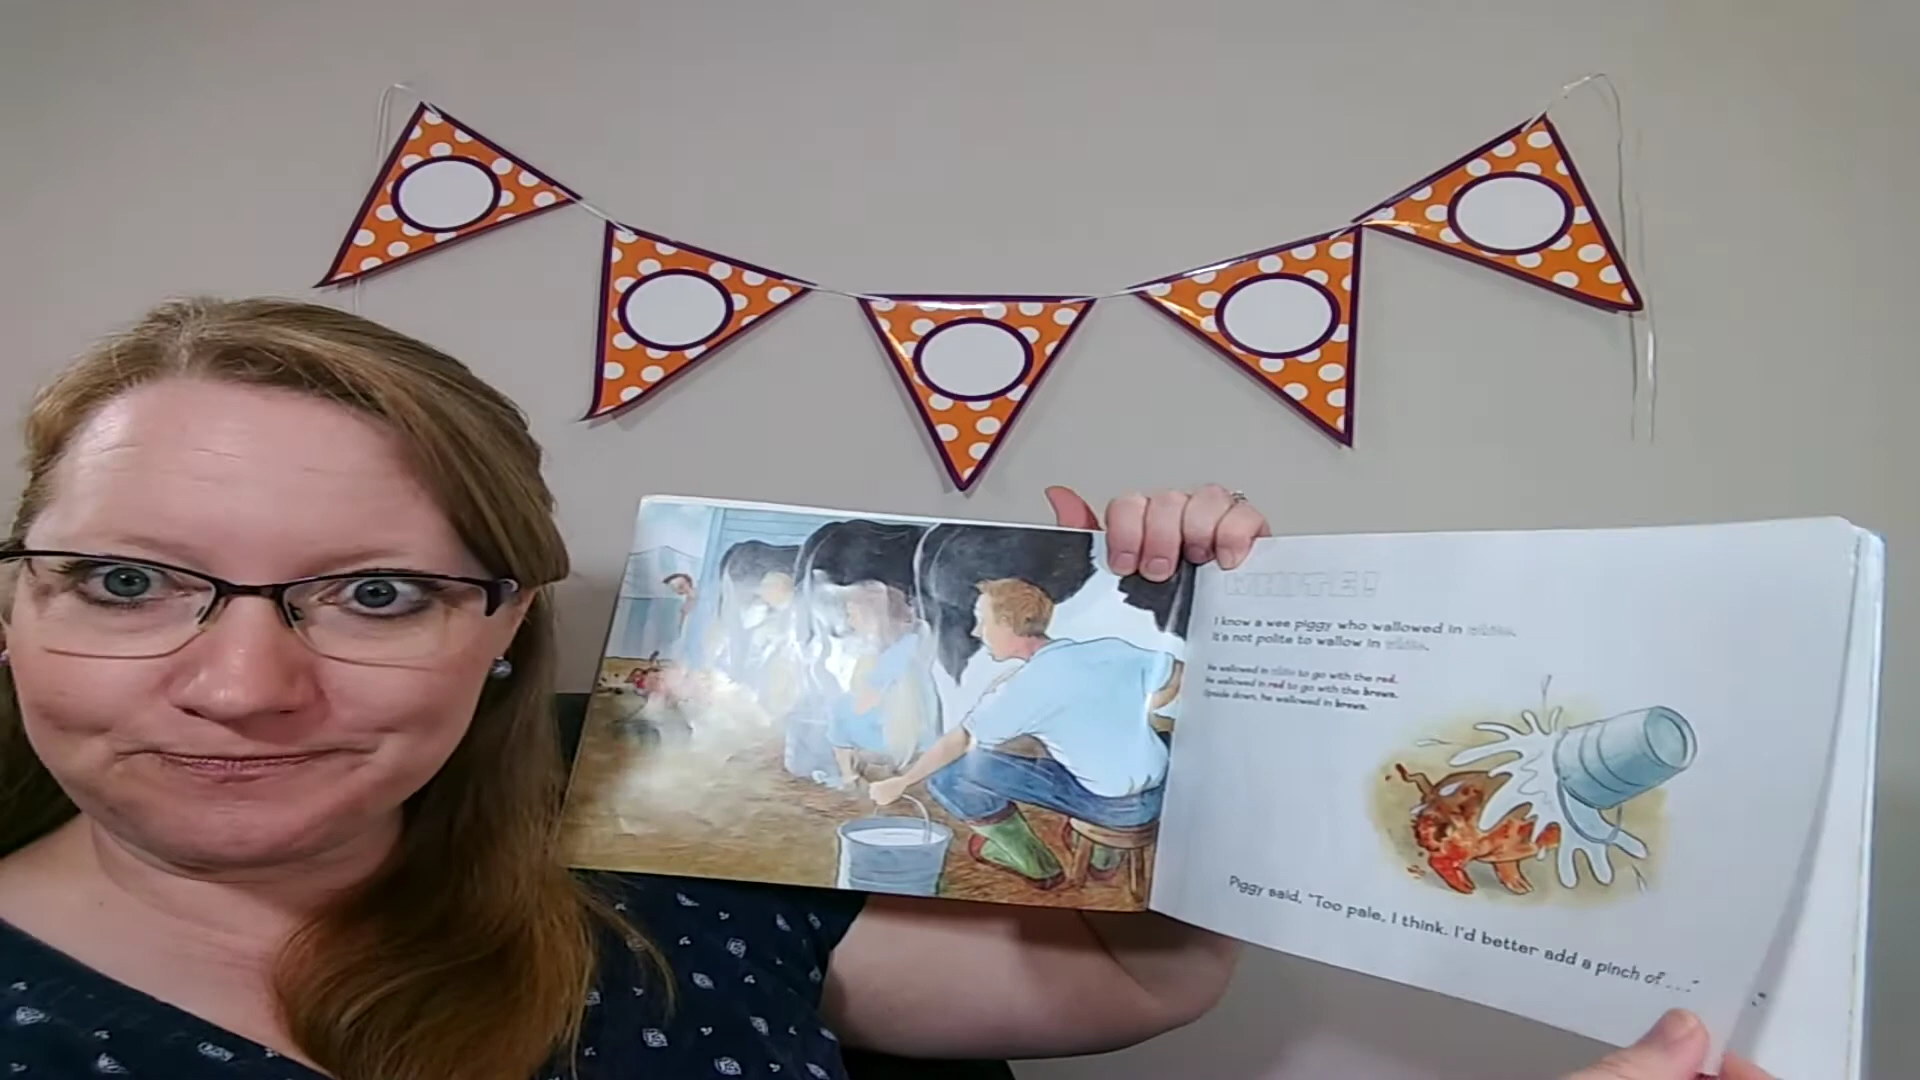 WHITE!
I know a wee piggy who wallowed in white.
It's not polite to wallow in white.
He wallowed in white to go with the red.
He wallowed in red to go with the brown.
Upside down, he wallowed in brown.
Piggy said, "Too pale, I think. I'd better add a pinch of . . ."